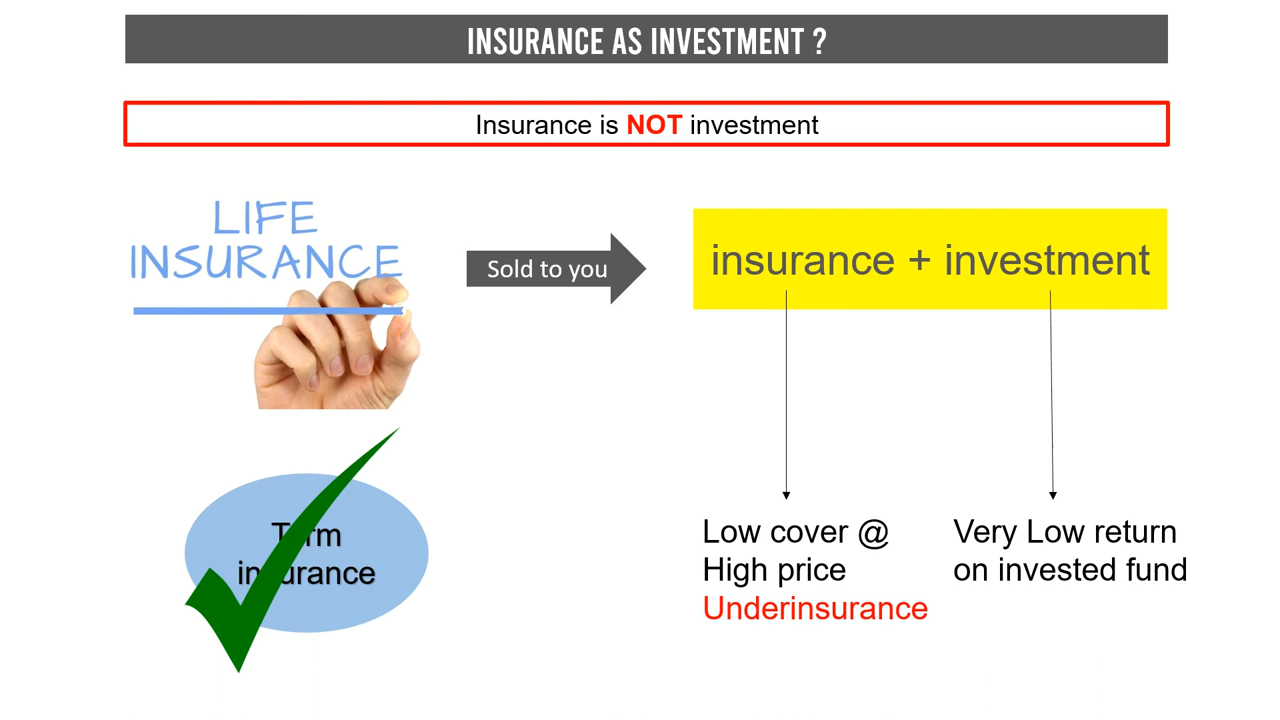 INSURANCE AS INVESTMENT ?
Insurance is NOT investment
LIFE
INSURANCE
Sold to you
insurance + investment
Term
insurance
Low cover @
High price
Underinsurance
Very Low return
on invested fund